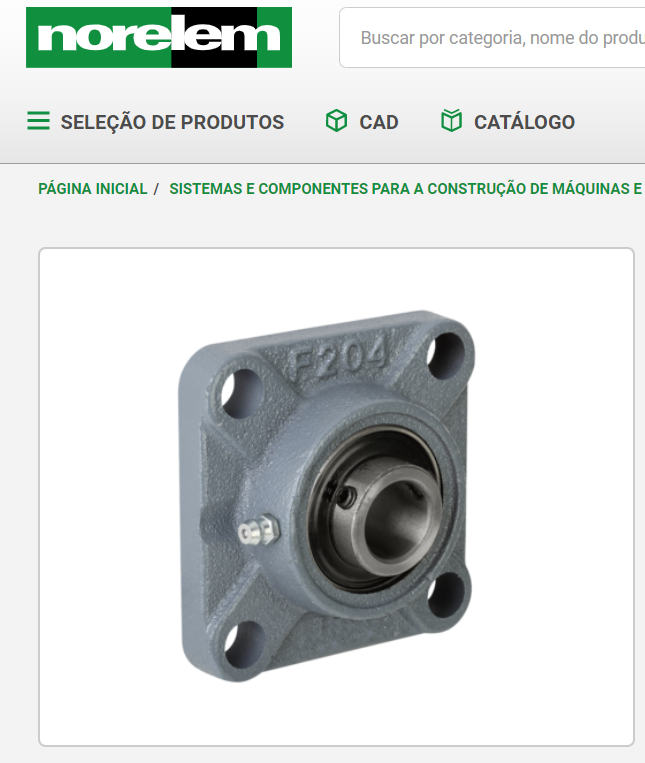 norelem
Buscar por categoria, nome do produ
SELEÇÃO DE PRODUTOS
CAD
CATÁLOGO
PÁGINA INICIAL / SISTEMAS E COMPONENTES PARA A CONSTRUÇÃO DE MÁQUINAS E
F204